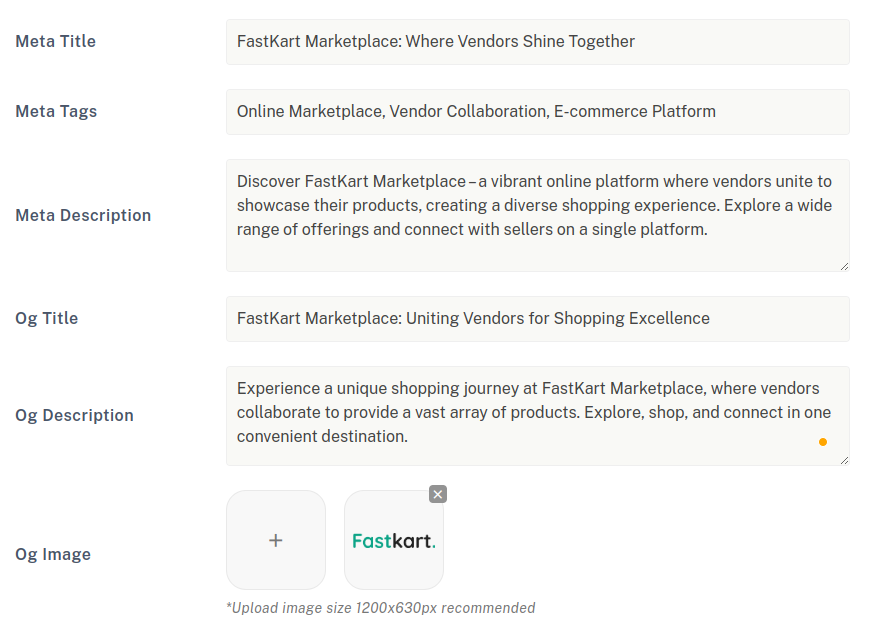 Meta Title
FastKart Marketplace: Where Vendors Shine Together
Meta Tags
Online Marketplace, Vendor Collaboration, E-commerce Platform
Meta Description
Discover FastKart Marketplace – a vibrant online platform where vendors unite to
showcase their products, creating a diverse shopping experience. Explore a wide
range of offerings and connect with sellers on a single platform.
Og Title
FastKart Marketplace: Uniting Vendors for Shopping Excellence
Og Description
Experience a unique shopping journey at FastKart Marketplace, where vendors
collaborate to provide a vast array of products. Explore, shop, and connect in one
convenient destination.
Og Image
Fastkart.
*Upload image size 1200x630px recommended